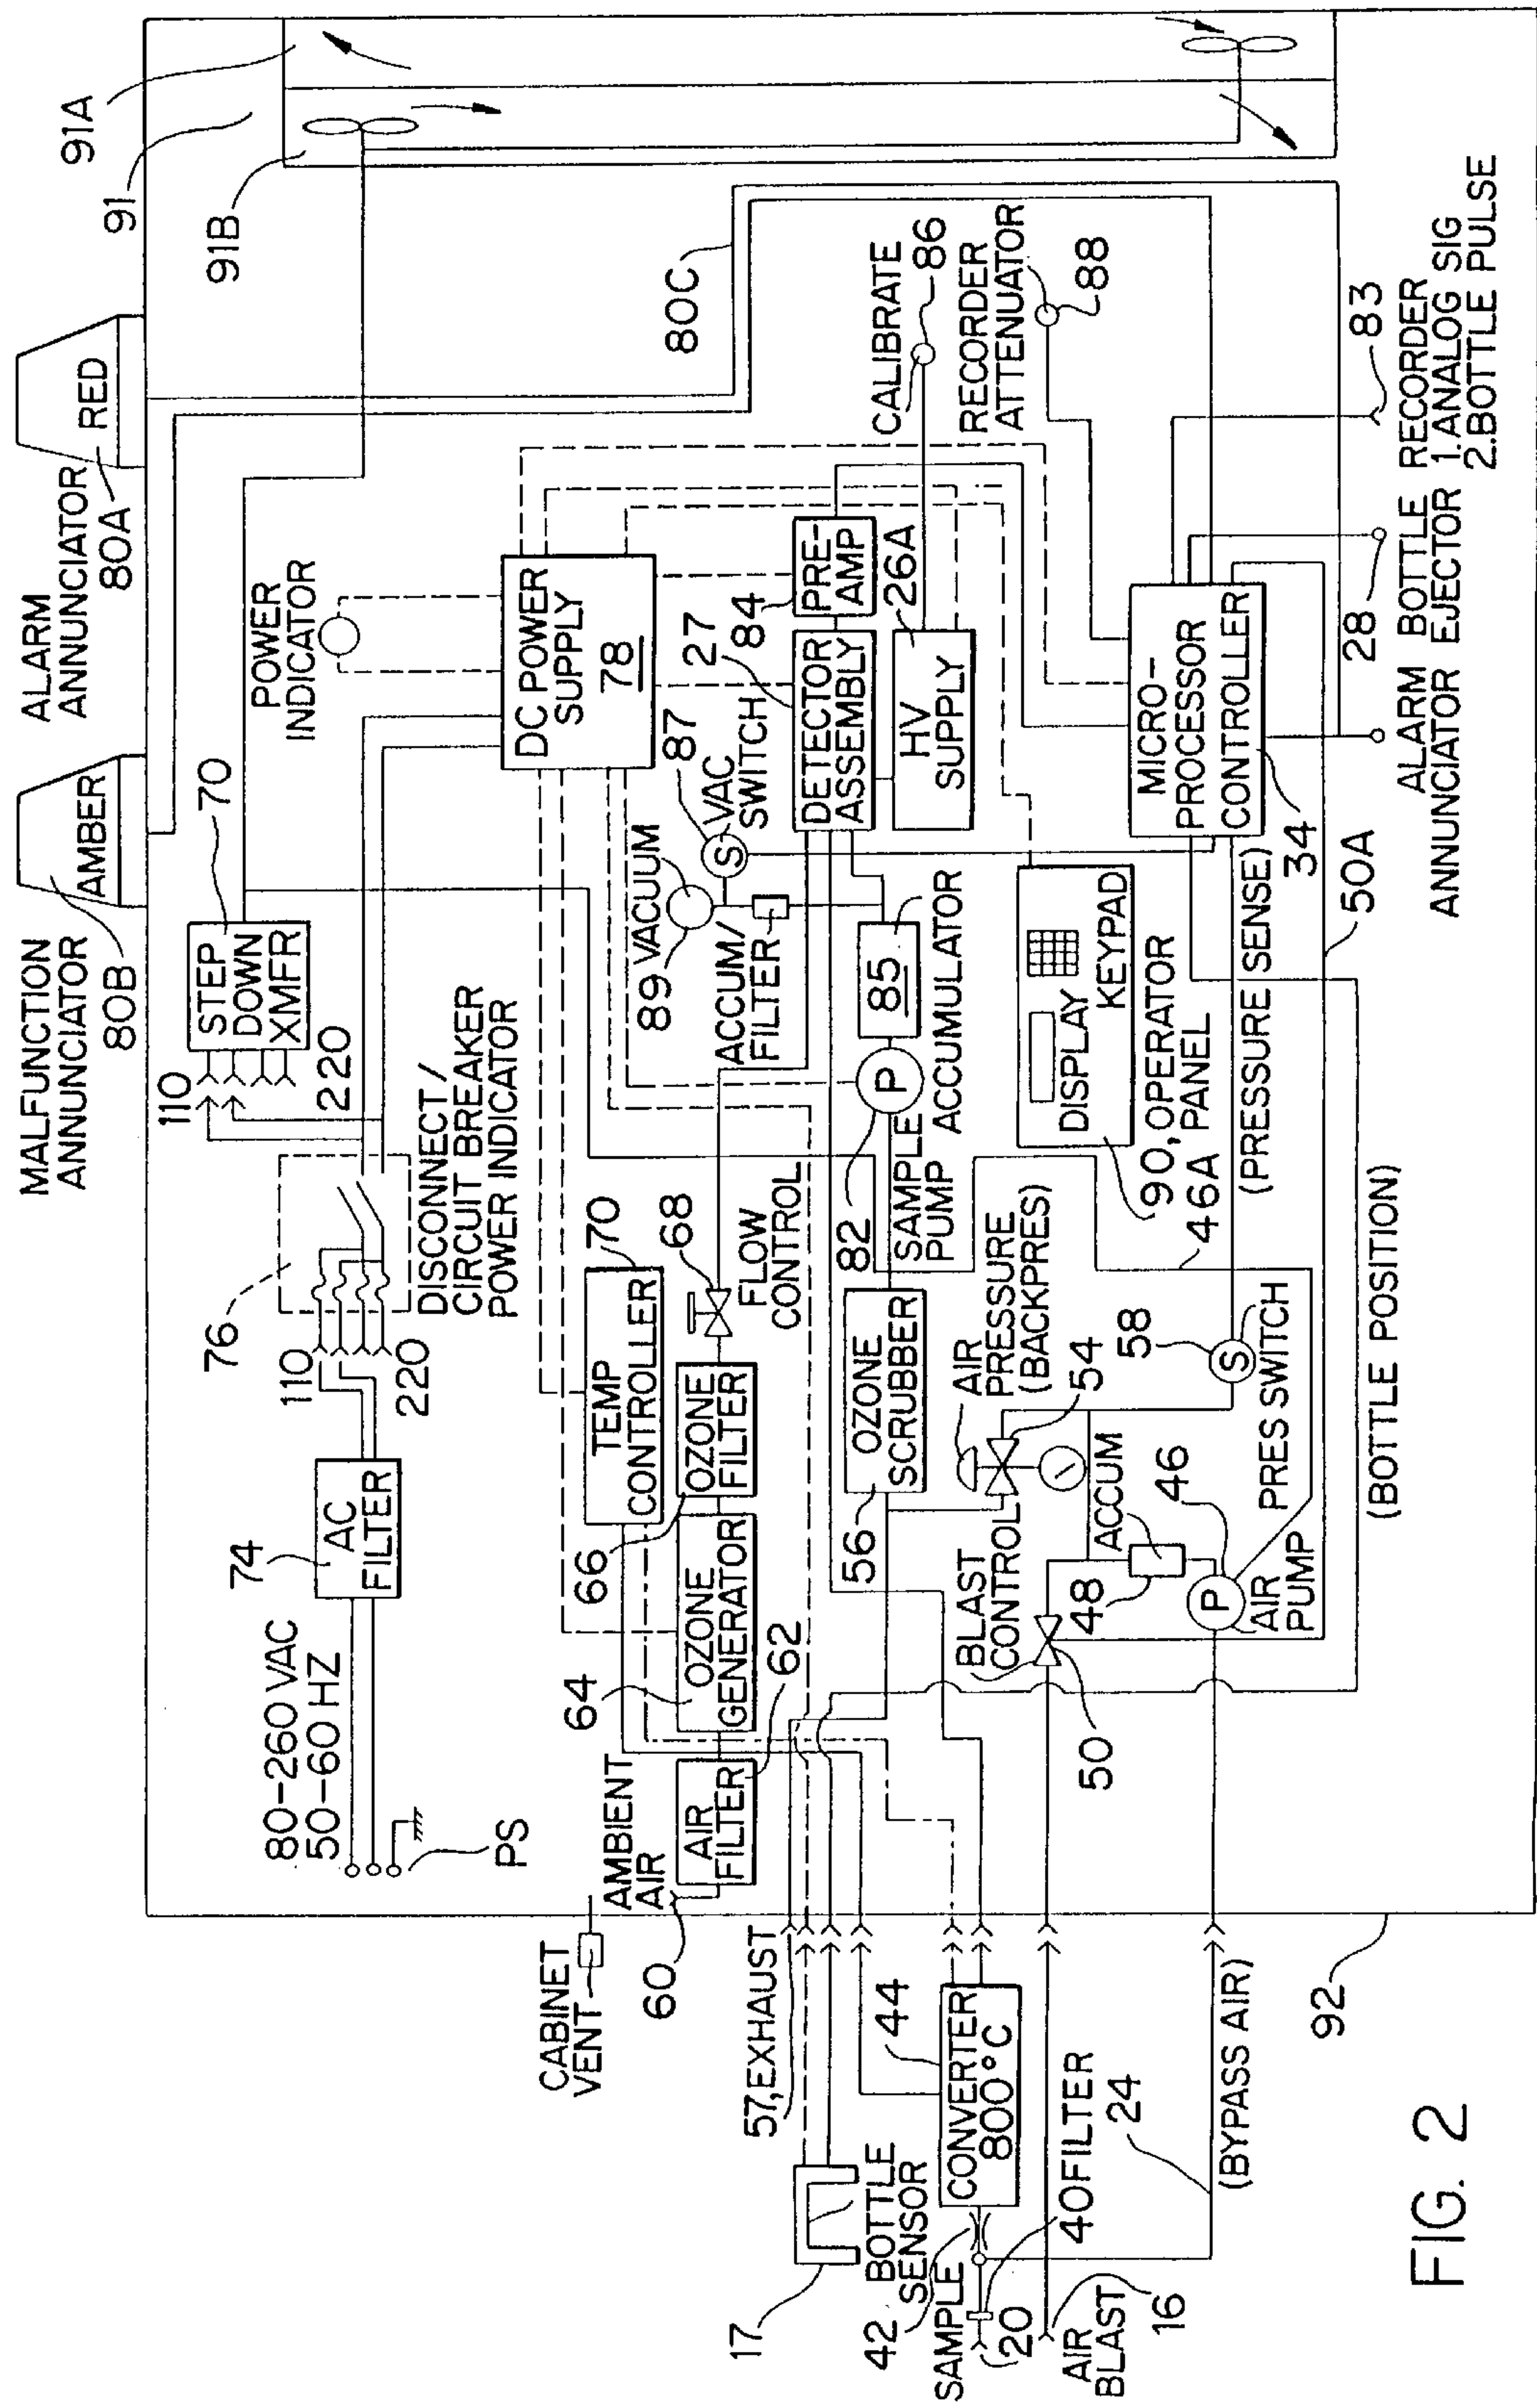 MALFUNCTION
ANNUNCIATOR
80B
AMBER
ALARM
ANNUNCIATOR
80A
RED
91
91A
91B
80C
110
STEP
DOWN
XMFR
70
220
POWER
INDICATOR
80-260 VAC
50-60 HZ
PS
74
AC
FILTER
110
220
76
DISCONNECT /
CIRCUIT BREAKER
POWER INDICATOR
DC POWER
SUPPLY
78
CABINET
VENT
AMBIENT
AIR
60
AIR
FILTER
62
64
OZONE
GENERATOR
66
OZONE
FILTER
TEMP
CONTROLLER
70
68
FLOW
CONTROL
89
VACUUM
87
VAC
SWITCH
ACCUM/
FILTER
27
DETECTOR
ASSEMBLY
84
PRE-
AMP
26A
HV
SUPPLY
CALIBRATE
86
RECORDER
ATTENUATOR
88
57,EXHAUST
56
OZONE
SCRUBBER
82
SAMPLE
PUMP
P
85
ACCUMULATOR
S
17
BOTTLE
SENSOR
44
CONVERTER
800°C
42
SAMPLE
20
40FILTER
AIR
BLAST
16
24
(BYPASS AIR)
BLAST
CONTROL
50
AIR
PRESSURE
(BACKPRES)
54
ACCUM
48
46
P
AIR
PUMP
58
S
PRES SWITCH
DISPLAY
KEYPAD
90,OPERATOR
PANEL
46A
(PRESSURE SENSE)
MICRO-
PROCESSOR
CONTROLLER
34
50A
(BOTTLE POSITION)
28
83
ALARM BOTTLE RECORDER
ANNUNCIATOR EJECTOR 1.ANALOG SIG
2.BOTTLE PULSE
92
FIG. 2